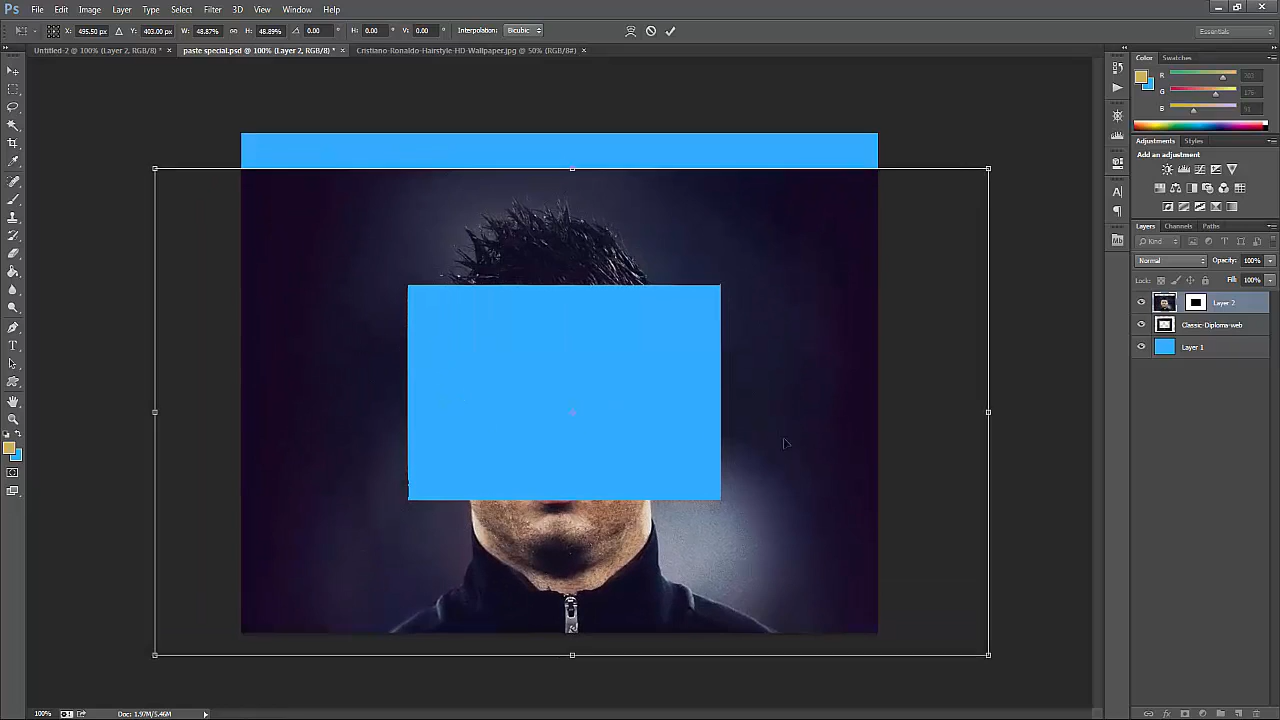 Ps File Edit Image Layer Type Select Filter 3D View Window Help
X: 495.50 px Y: 403.00 px W: 48.87% H: 48.89% 0.00 ° H: 0.00 ° V: 0.00 ° Interpolation: Bicubic Essentials
Untitled-2 @ 100% (Layer 2, RGB/8) * × paste special.psd @ 100% (Layer 2, RGB/8) * × Cristiano-Ronaldo-Hairstyle-HD-Wallpaper.jpg @ 50% (RGB/8#) ×
Color Swatches
R 203
G 176
B 91
Adjustments Styles
Add an adjustment
Layers Channels Paths
Kind
Normal Opacity: 100%
Lock: Fill: 100%
Layer 2
Classic-Diploma-web
Layer 1
100% Doc: 1.97M/5.46M